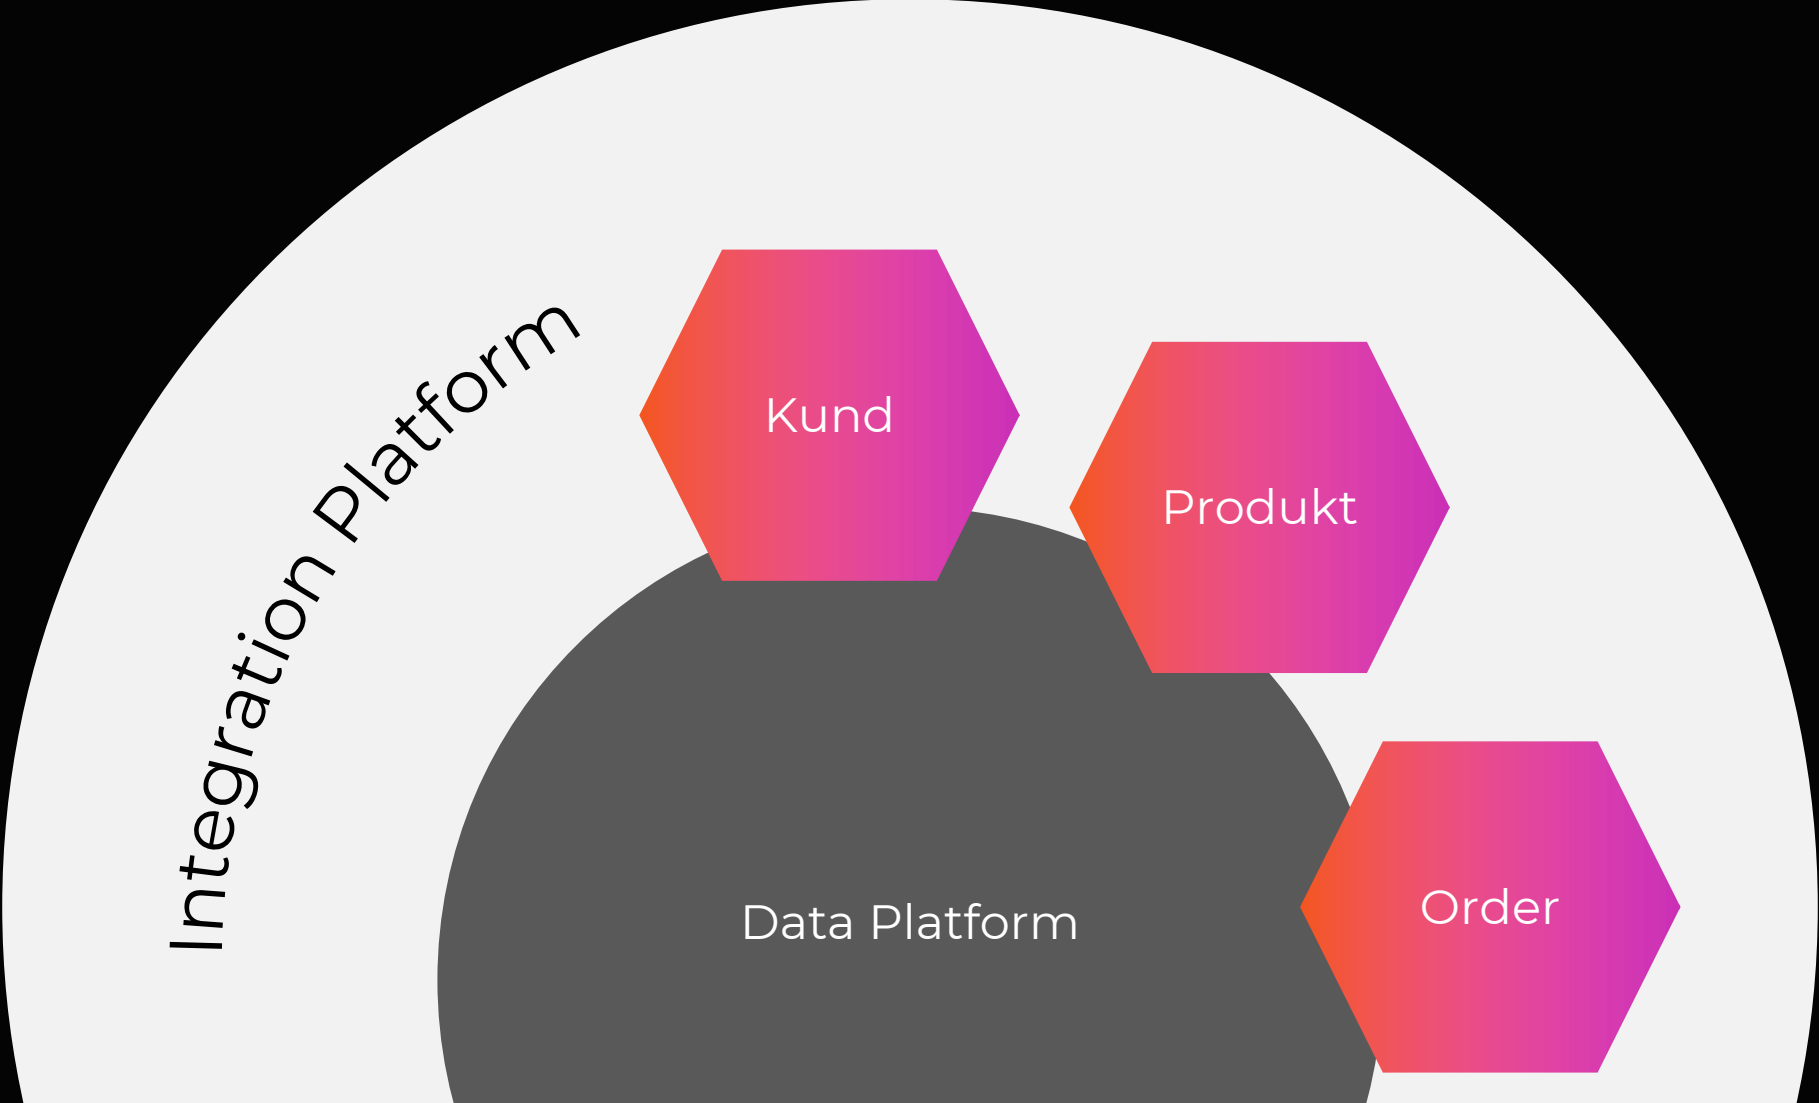 Integration Platform
Kund
Produkt
Order
Data Platform